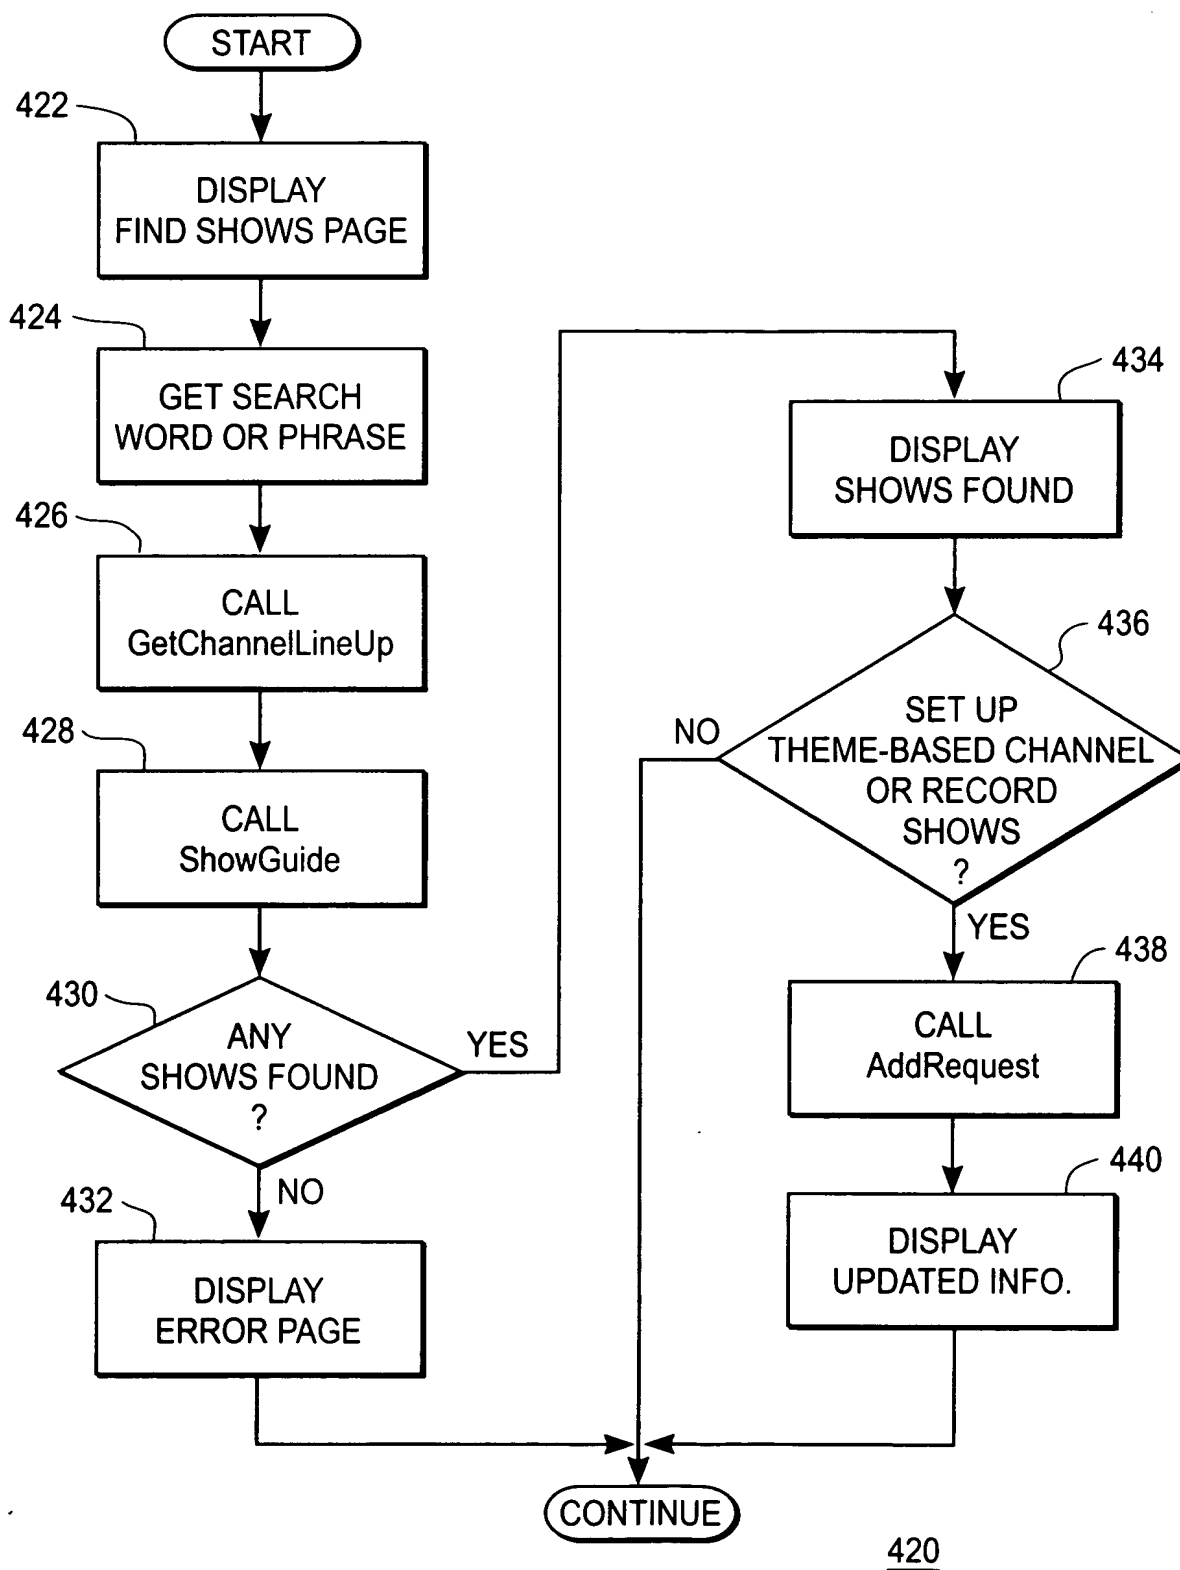 START
422
DISPLAY
FIND SHOWS PAGE
424
GET SEARCH
WORD OR PHRASE
426
CALL
GetChannelLineUp
428
CALL
ShowGuide
430
ANY
SHOWS FOUND
?
YES
NO
432
DISPLAY
ERROR PAGE
434
DISPLAY
SHOWS FOUND
436
NO
SET UP
THEME-BASED CHANNEL
OR RECORD
SHOWS
?
YES
438
CALL
AddRequest
440
DISPLAY
UPDATED INFO.
CONTINUE
420